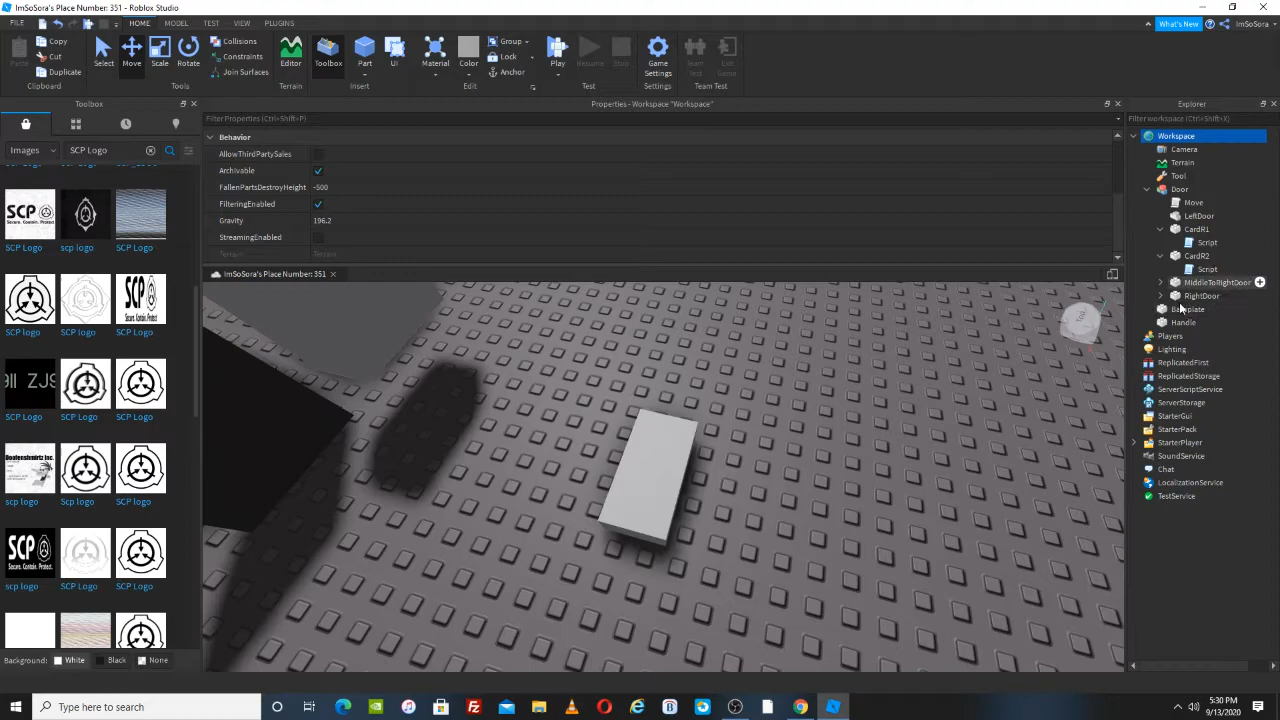 ImSoSora's Place Number: 351 - Roblox Studio
FILE HOME MODEL TEST VIEW PLUGINS What's New ImSoSora
Paste Copy Cut Duplicate Clipboard
Select Move Scale Rotate Collisions Constraints Join Surfaces Tools
Editor Terrain
Toolbox Part UI Insert
Material Color Group Lock Anchor Edit
Play Resume Stop Test
Game Settings Settings
Team Test Exit Game Team Test
Toolbox
Images SCP Logo
SCP Logo scp logo SCP Logo
SCP Logo SCP Logo SCP Logo
SCP Logo SCP Logo SCP Logo
scp logo Scp logo SCP Logo
scp logo SCP Logo SCP Logo
Background: White Black None
Properties - Workspace "Workspace"
Filter Properties (Ctrl+Shift+P)
Behavior
AllowThirdPartySales
Archivable
FallenPartsDestroyHeight -500
FilteringEnabled
Gravity 196.2
StreamingEnabled
Terrain Terrain
ImSoSora's Place Number: 351
Explorer
Filter workspace (Ctrl+Shift+X)
Workspace
Camera
Terrain
Tool
Door
Move
LeftDoor
CardR1
Script
CardR2
Script
MiddleToRightDoor
RightDoor
Baseplate
Handle
Players
Lighting
ReplicatedFirst
ReplicatedStorage
ServerScriptService
ServerStorage
StarterGui
StarterPack
StarterPlayer
SoundService
Chat
LocalizationService
TestService
Type here to search
5:30 PM
9/13/2020